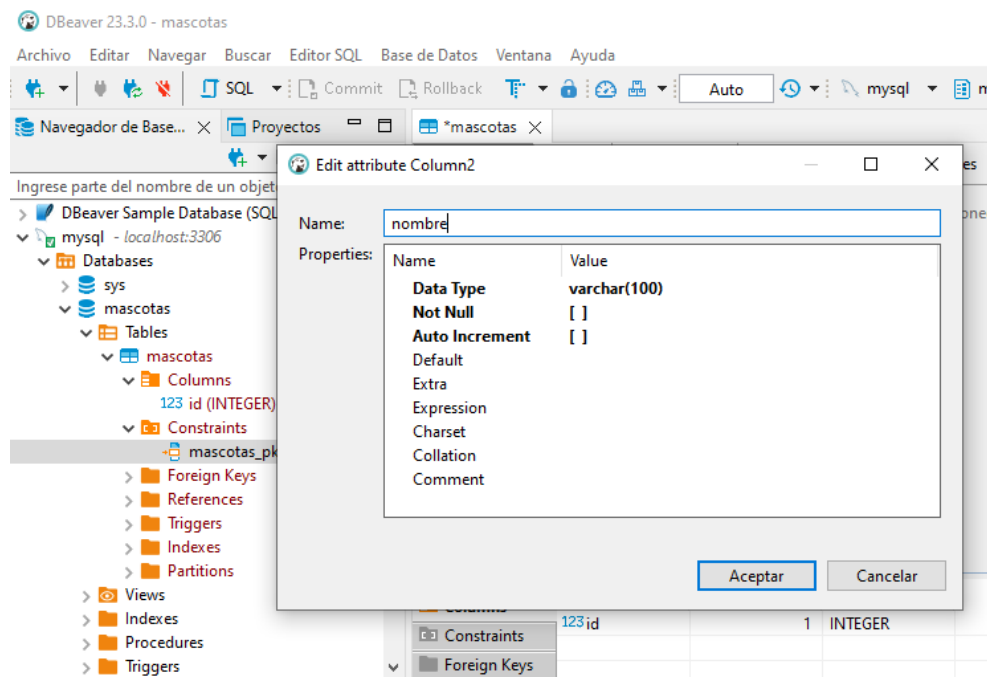 DBeaver 23.3.0 - mascotas
Archivo Editar Navegar Buscar Editor SQL Base de Datos Ventana Ayuda
SQL Commit Rollback Auto mysql
Navegador de Base... Proyectos *mascotas
Edit attribute Column2
Ingrese parte del nombre de un objet
DBeaver Sample Database (SQL
Name: nombre
mysql - localhost:3306
Properties: Name Value
Databases
sys
Data Type varchar(100)
mascotas
Not Null [ ]
Tables
Auto Increment [ ]
mascotas
Default
Columns
Extra
123 id (INTEGER)
Expression
Constraints
Charset
mascotas_pk
Collation
Foreign Keys
Comment
References
Triggers
Indexes
Partitions
Aceptar Cancelar
Views
Indexes
123 id 1 INTEGER
Procedures
Constraints
Triggers
Foreign Keys